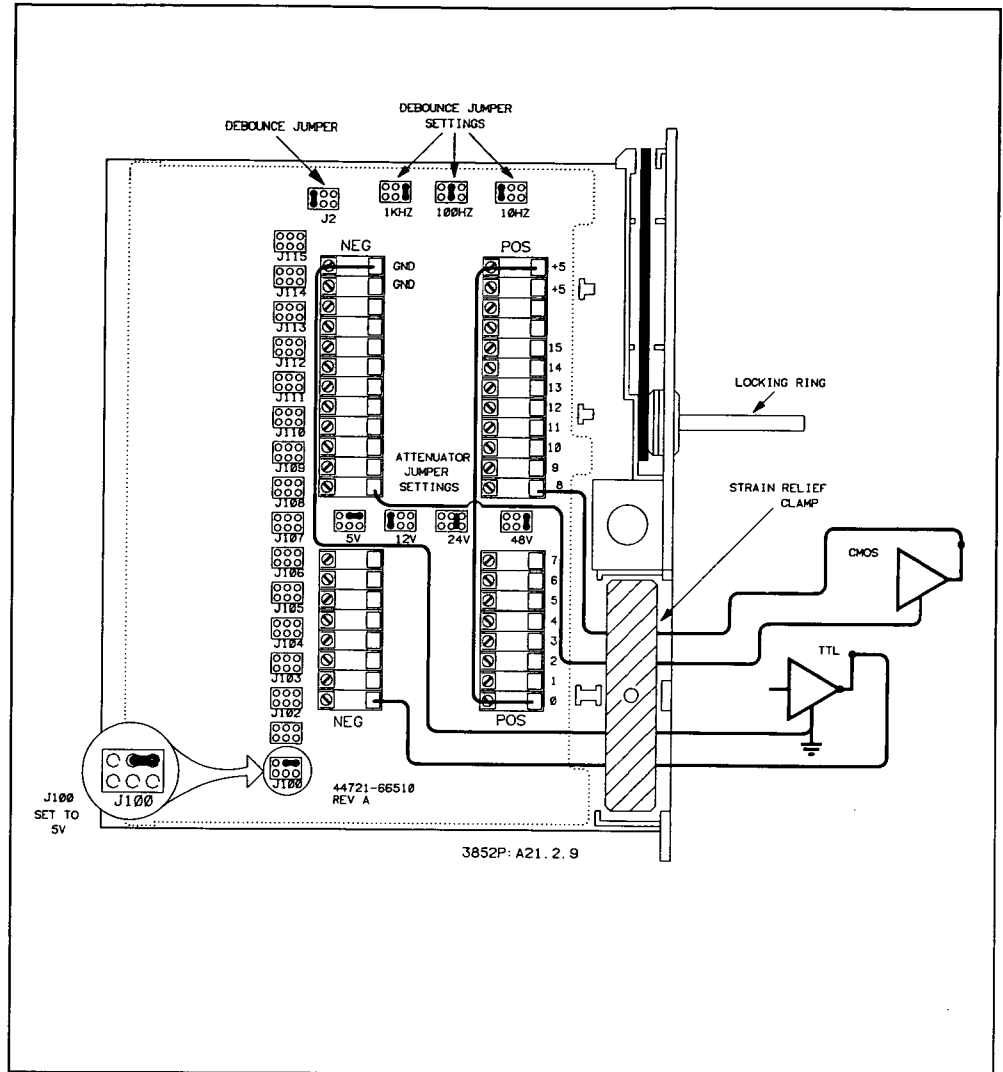 DEBOUNCE JUMPER
DEBOUNCE JUMPER
SETTINGS
J2
1KHZ
100HZ
10HZ
NEG
POS
GND
GND
+5
+5
J115
J114
J113
J112
J111
J110
J109
J108
J107
J106
J105
J104
J103
J102
J100
15
14
13
12
11
10
9
8
ATTENUATOR
JUMPER
SETTINGS
5V
12V
24V
48V
7
6
5
4
3
2
1
0
NEG
POS
LOCKING RING
STRAIN RELIEF
CLAMP
CMOS
TTL
J100
J100
SET TO
5V
44721-66510
REV A
3852P: A21.2.9